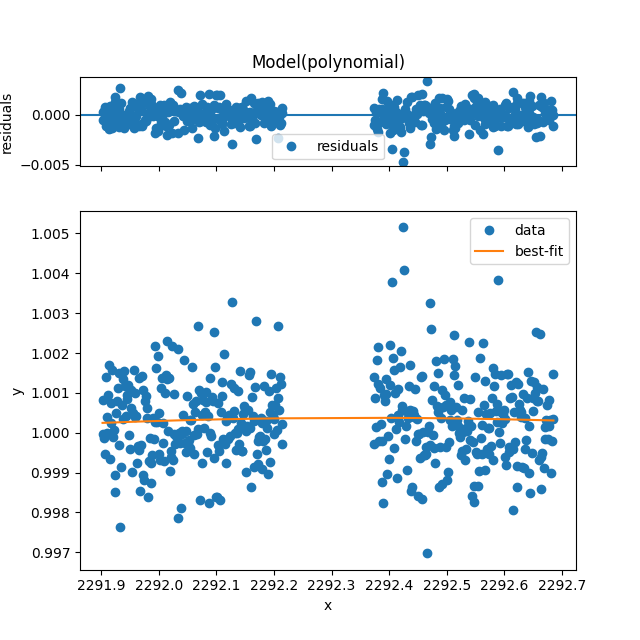 Model(polynomial)
residuals
0.000
−0.005
residuals
data
best-fit
y
1.005
1.004
1.003
1.002
1.001
1.000
0.999
0.998
0.997
2291.9 2292.0 2292.1 2292.2 2292.3 2292.4 2292.5 2292.6 2292.7
x